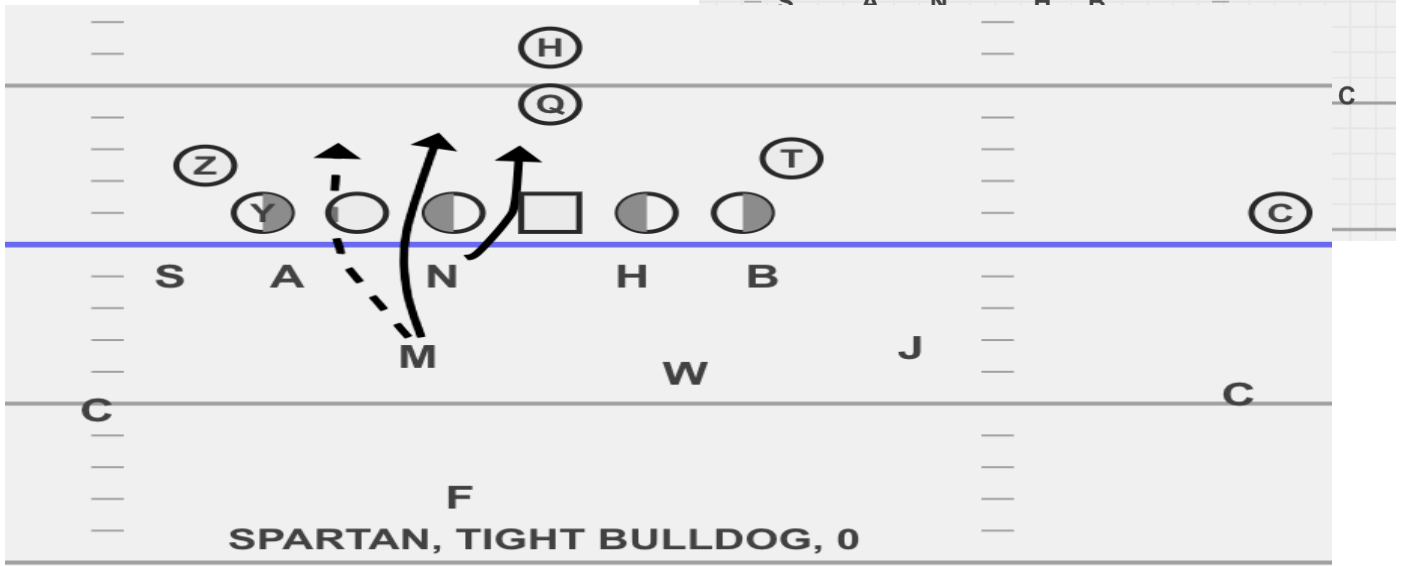 S A N H B
H
C
Q
Z T
Y C
S A N H B
M W J
C C
F
SPARTAN, TIGHT BULLDOG, 0